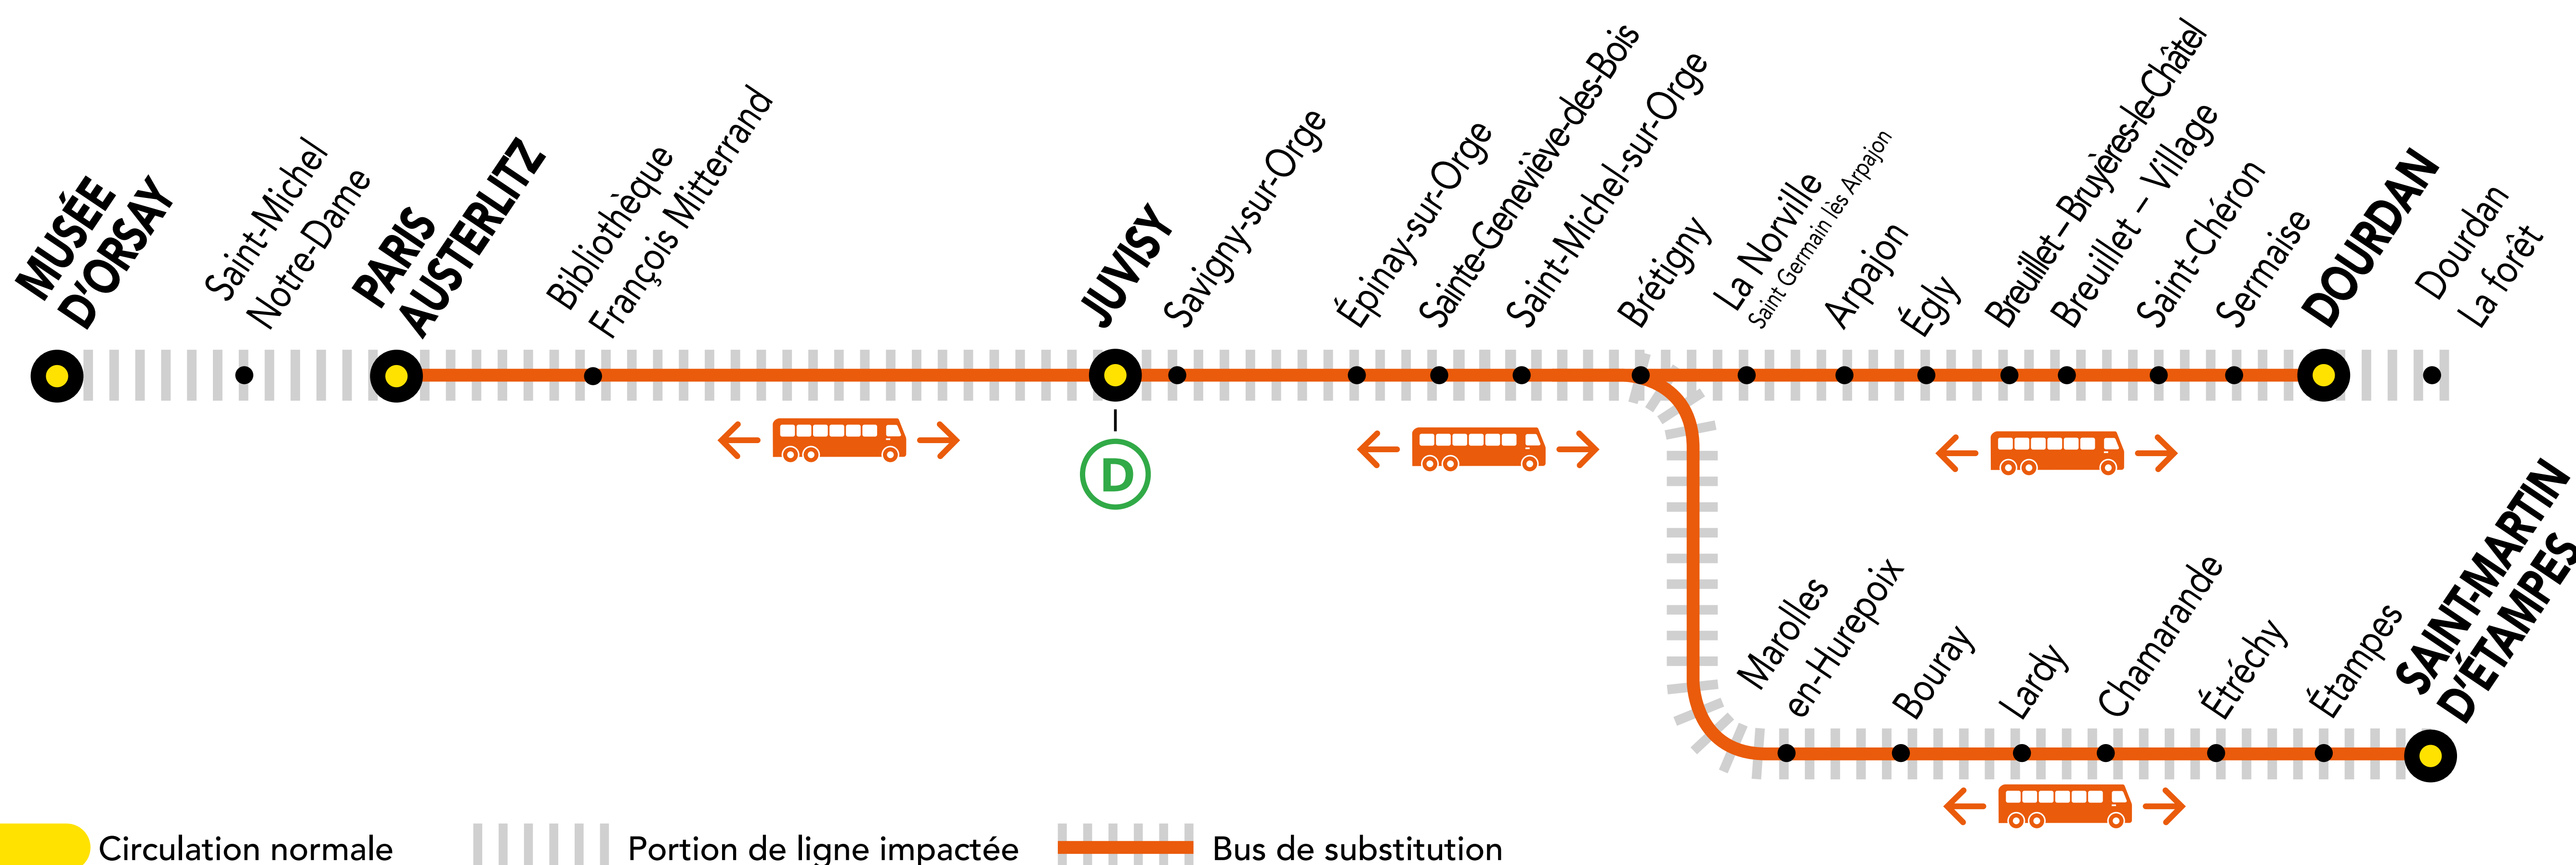 MUSÉE
D'ORSAY
Saint-Michel
Notre-Dame
PARIS
AUSTERLITZ
Bibliothèque
François Mitterrand
JUVISY
Savigny-sur-Orge
Épinay-sur-Orge
Sainte-Geneviève-des-Bois
Saint-Michel-sur-Orge
Brétigny
La Norville
Saint Germain lès Arpajon
Arpajon
Égly
Breuillet – Bruyères-le-Châtel
Breuillet – Village
Saint-Chéron
Sermaise
DOURDAN
Dourdan
La forêt
D
Marolles
en-Hurepoix
Bouray
Lardy
Chamarande
Étréchy
Étampes
SAINT-MARTIN
D'ÉTAMPES
Circulation normale
Portion de ligne impactée
Bus de substitution